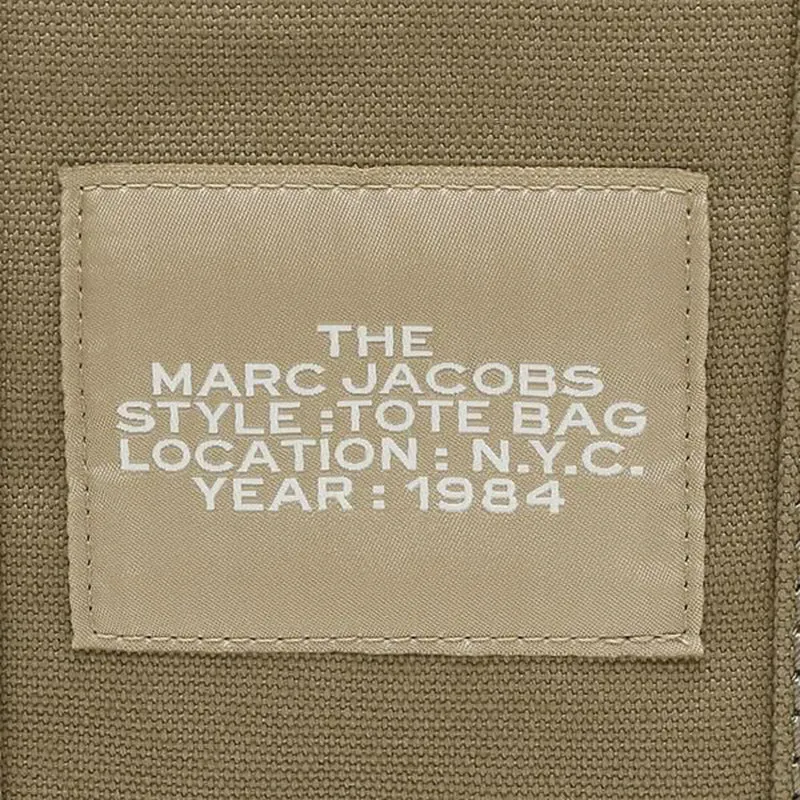 THE
MARC JACOBS
STYLE :TOTE BAG
LOCATION : N.Y.C.
YEAR : 1984